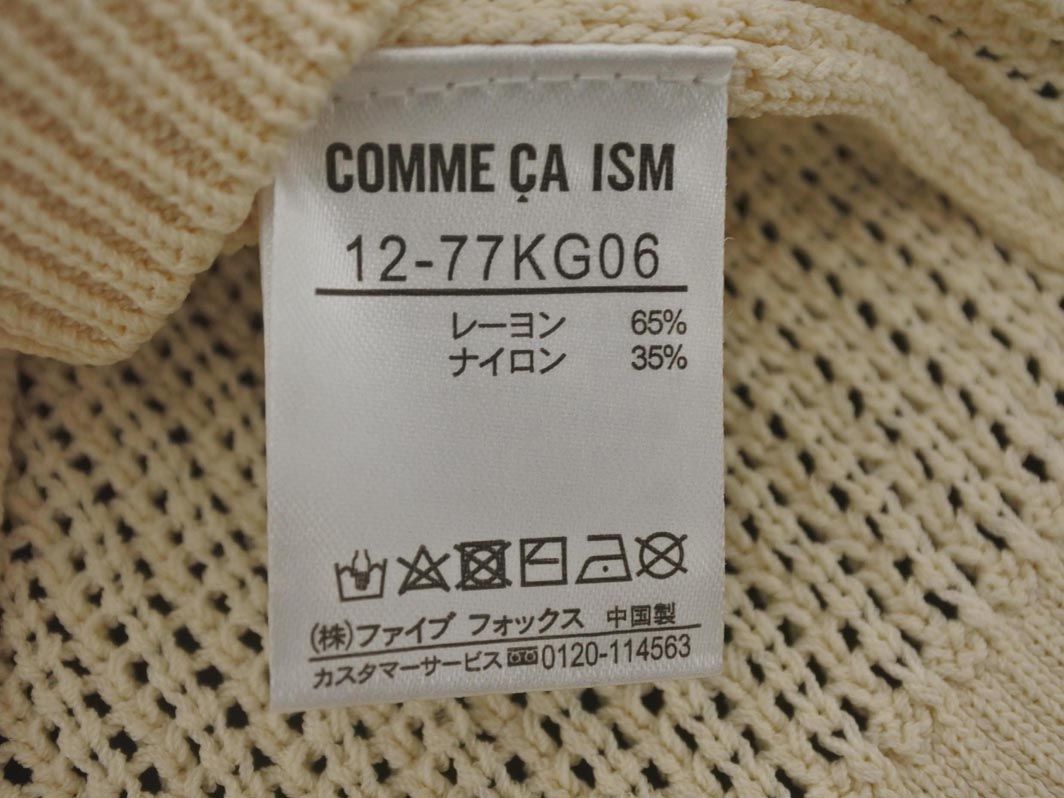 COMME ÇA ISM
12-77KG06
レーヨン 65%
ナイロン 35%
(株)ファイブ フォックス 中国製
カスタマーサービス 0120-114563